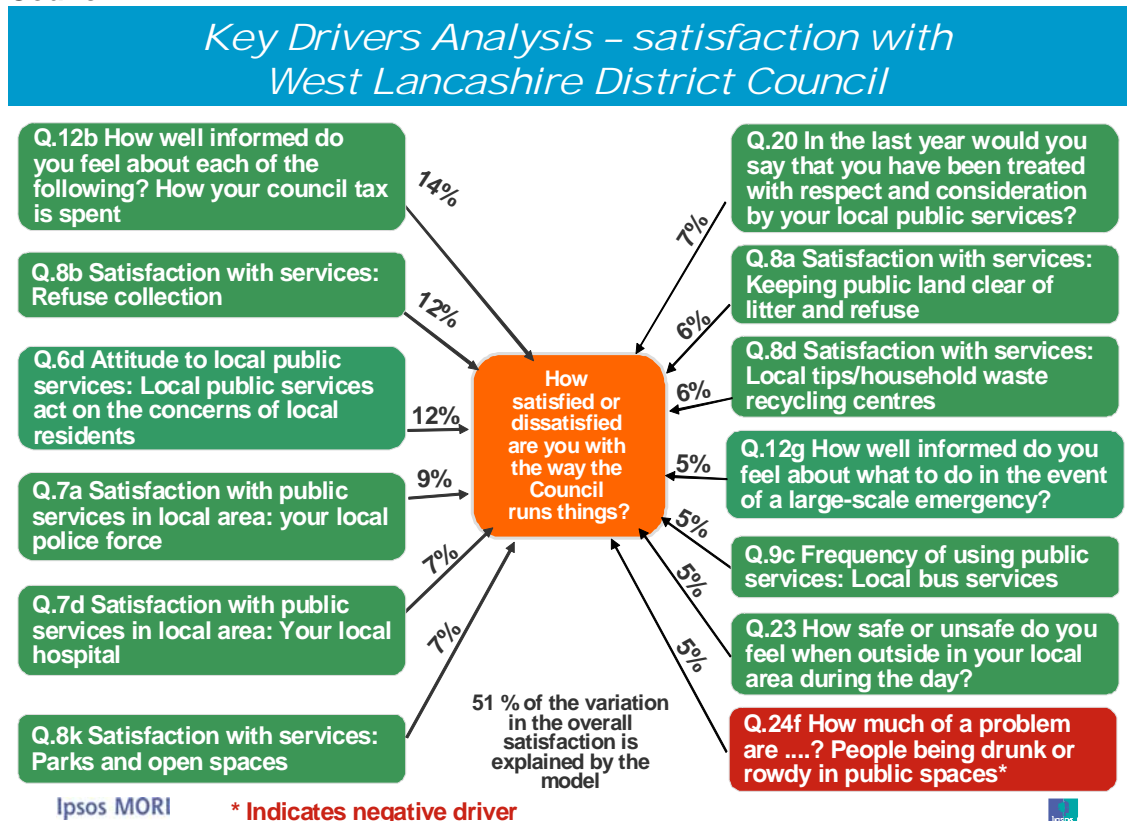 Key Drivers Analysis – satisfaction with
West Lancashire District Council
Q.12b How well informed do
you feel about each of the
following? How your council tax
is spent
14%
Q.8b Satisfaction with services:
Refuse collection
12%
Q.6d Attitude to local public
services: Local public services
act on the concerns of local
residents
12%
Q.7a Satisfaction with public
services in local area: your local
police force
9%
Q.7d Satisfaction with public
services in local area: Your local
hospital
7%
Q.8k Satisfaction with services:
Parks and open spaces
7%
How
satisfied or
dissatisfied
are you with
the way the
Council
runs things?
51 % of the variation
in the overall
satisfaction is
explained by the
model
Q.20 In the last year would you
say that you have been treated
with respect and consideration
by your local public services?
7%
Q.8a Satisfaction with services:
Keeping public land clear of
litter and refuse
6%
Q.8d Satisfaction with services:
Local tips/household waste
recycling centres
6%
Q.12g How well informed do you
feel about what to do in the event
of a large-scale emergency?
5%
Q.9c Frequency of using public
services: Local bus services
5%
Q.23 How safe or unsafe do you
feel when outside in your local
area during the day?
5%
Q.24f How much of a problem
are ....? People being drunk or
rowdy in public spaces*
5%
Ipsos MORI
* Indicates negative driver
Ipsos